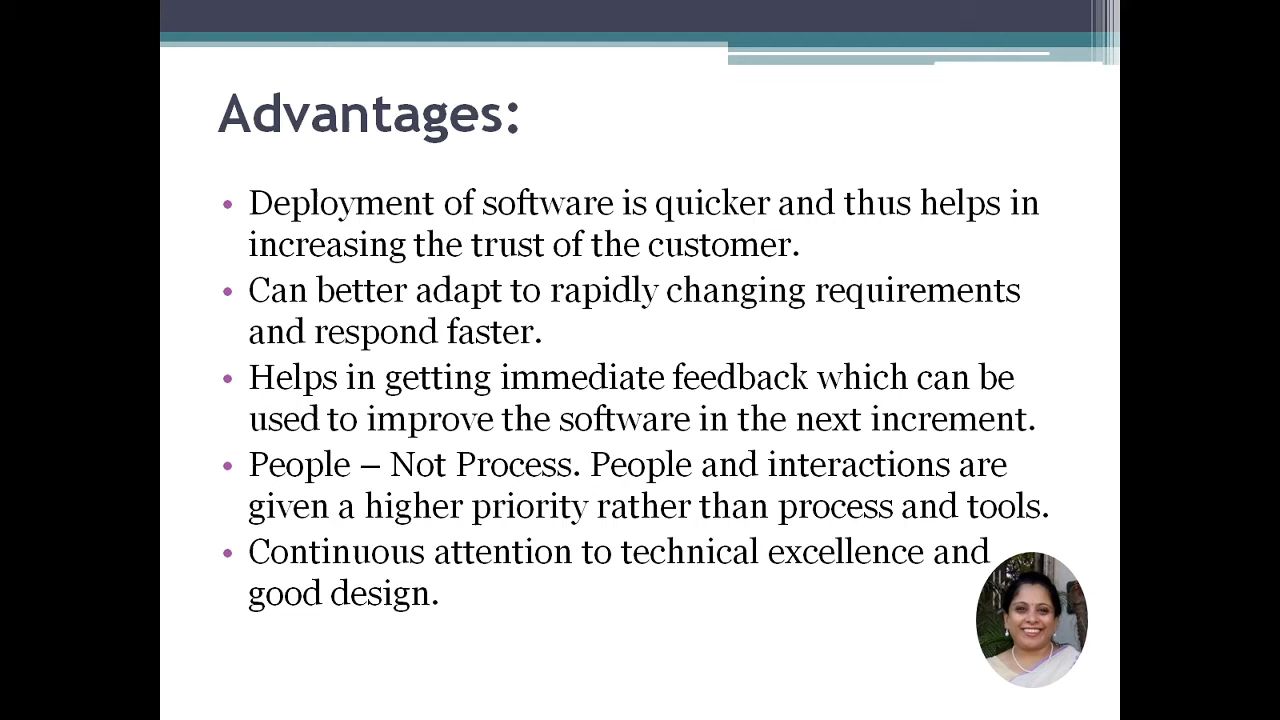 Advantages:
• Deployment of software is quicker and thus helps in
increasing the trust of the customer.
• Can better adapt to rapidly changing requirements
and respond faster.
• Helps in getting immediate feedback which can be
used to improve the software in the next increment.
• People – Not Process. People and interactions are
given a higher priority rather than process and tools.
• Continuous attention to technical excellence and
good design.